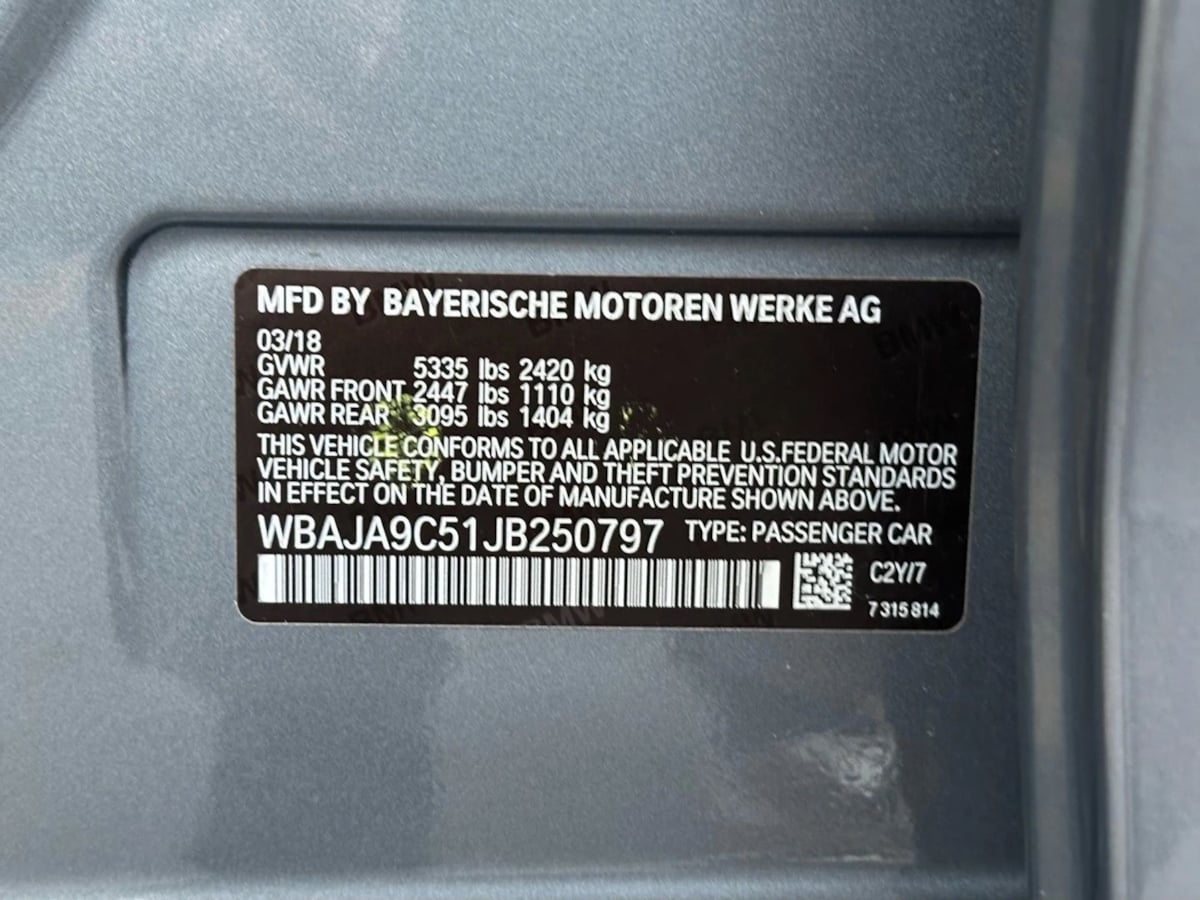 MFD BY BAYERISCHE MOTOREN WERKE AG
03/18
GVWR 5335 lbs 2420 kg
GAWR FRONT 2447 lbs 1110 kg
GAWR REAR 3095 lbs 1404 kg
THIS VEHICLE CONFORMS TO ALL APPLICABLE U.S.FEDERAL MOTOR
VEHICLE SAFETY, BUMPER AND THEFT PREVENTION STANDARDS
IN EFFECT ON THE DATE OF MANUFACTURE SHOWN ABOVE.
WBAJA9C51JB250797 TYPE: PASSENGER CAR
C2Y/7
7 315 814